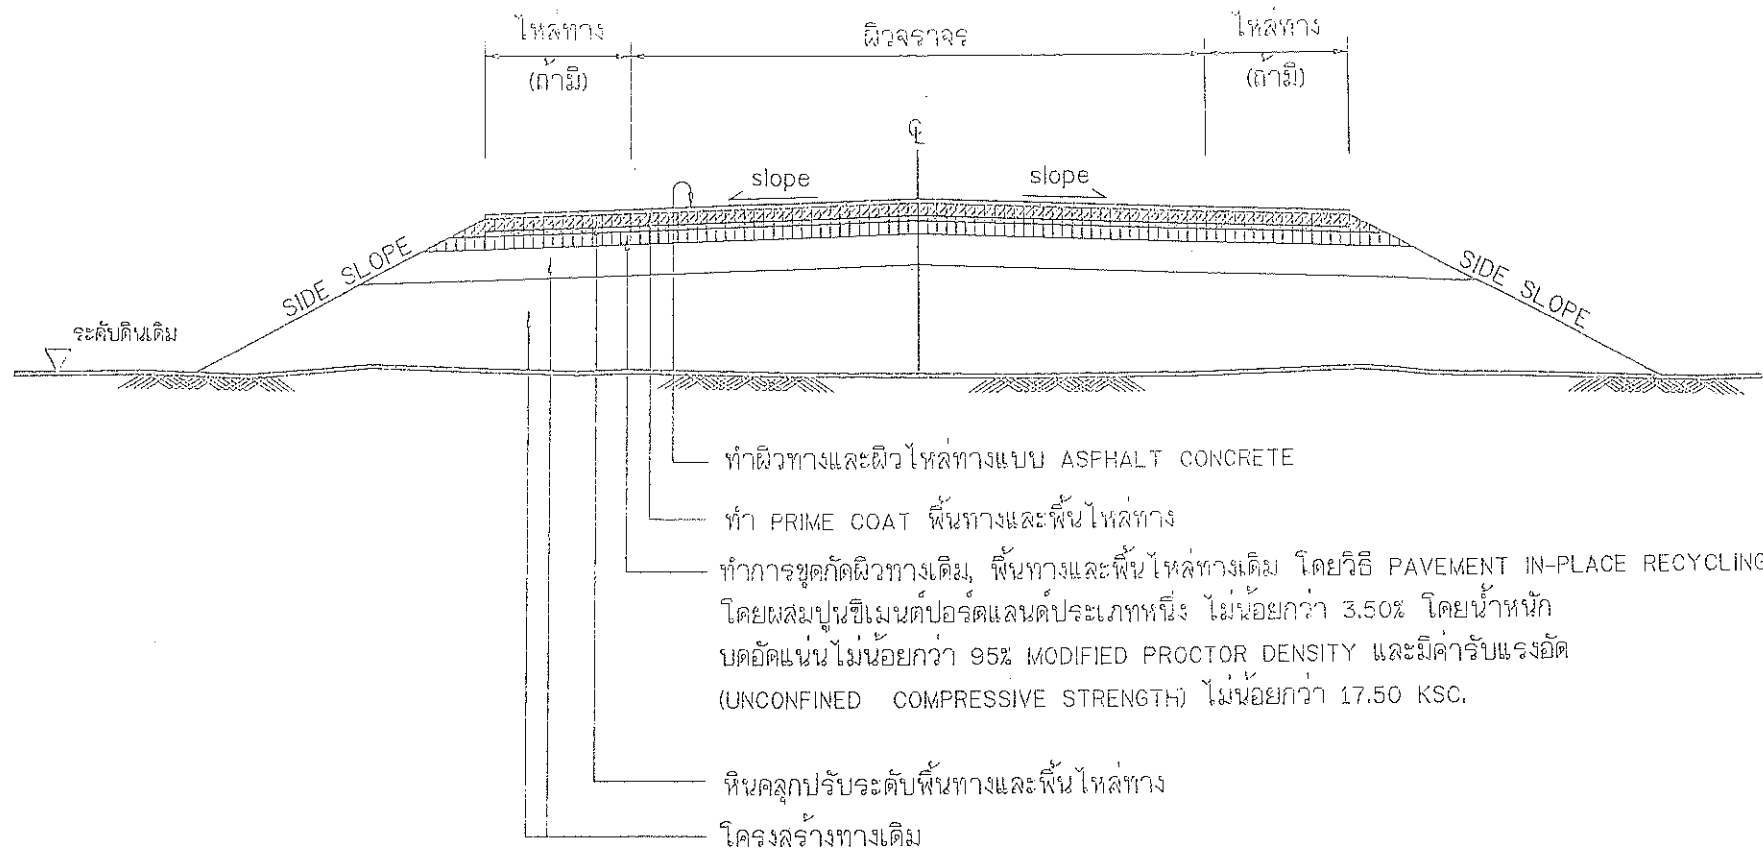 ไหล่ทาง
ผิวจราจร
ไหล่ทาง
(ถ้ามี)
(ถ้ามี)
℄
slope
slope
SIDE SLOPE
SIDE SLOPE
ระดับดินเดิม
ทำผิวทางและผิวไหล่ทางแบบ ASPHALT CONCRETE
ทำ PRIME COAT พื้นทางและพื้นไหล่ทาง
ทำการขุดกัดผิวทางเดิม, พื้นทางและพื้นไหล่ทางเดิม โดยวิธี PAVEMENT IN-PLACE RECYCLING
โดยผสมปูนซีเมนต์ปอร์ตแลนด์ประเภทหนึ่ง ไม่น้อยกว่า 3.50% โดยน้ำหนัก
บดอัดแน่นไม่น้อยกว่า 95% MODIFIED PROCTOR DENSITY และมีค่ารับแรงอัด
(UNCONFINED COMPRESSIVE STRENGTH) ไม่น้อยกว่า 17.50 KSC.
หินคลุกปรับระดับพื้นทางและพื้นไหล่ทาง
โครงสร้างทางเดิม